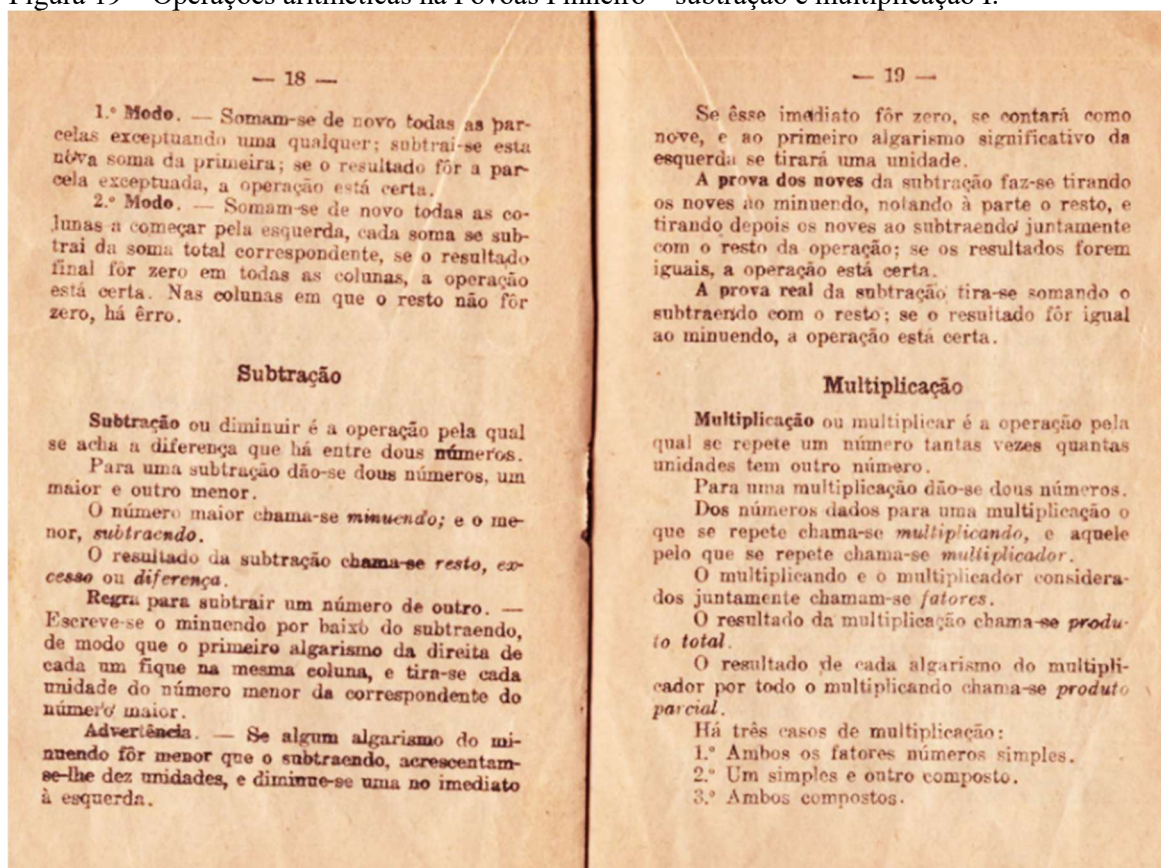 Figura 19 – Operações aritméticas na Póvoas Pinheiro – subtração e multiplicação I.
— 18 —
1.º Modo. — Somam-se de novo todas as par-
celas exceptuando uma qualquer; subtrai-se esta
nova soma da primeira; se o resultado fôr a par-
cela exceptuada, a operação está certa.
2.º Modo. — Somam-se de novo todas as co-
lunas a começar pela esquerda, cada soma se sub-
trai da soma total correspondente, se o resultado
final fôr zero em todas as colunas, a operação
está certa. Nas colunas em que o resto não fôr
zero, há êrro.
Subtração
Subtração ou diminuir é a operação pela qual
se acha a diferença que há entre dous números.
Para uma subtração dão-se dous números, um
maior e outro menor.
O número maior chama-se minuendo; e o me-
nor, subtraendo.
O resultado da subtração chama-se resto, ex-
cesso ou diferença.
Regra para subtrair um número de outro. —
Escreve-se o minuendo por baixo do subtraendo,
de modo que o primeiro algarismo da direita de
cada um fique na mesma coluna, e tira-se cada
unidade do número menor da correspondente do
número maior.
Advertência. — Se algum algarismo do mi-
nuendo fôr menor que o subtraendo, acrescentam-
se-lhe dez unidades, e diminue-se uma no imediato
à esquerda.
— 19 —
Se êsse imediato fôr zero, se contará como
nove, e ao primeiro algarismo significativo da
esquerda se tirará uma unidade.
A prova dos noves da subtração faz-se tirando
os noves ao minuendo, notando à parte o resto, e
tirando depois os noves ao subtraendo juntamente
com o resto da operação; se os resultados forem
iguais, a operação está certa.
A prova real da subtração tira-se somando o
subtraendo com o resto; se o resultado fôr igual
ao minuendo, a operação está certa.
Multiplicação
Multiplicação ou multiplicar é a operação pela
qual se repete um número tantas vezes quantas
unidades tem outro número.
Para uma multiplicação dão-se dous números.
Dos números dados para uma multiplicação o
que se repete chama-se multiplicando, e aquele
pelo que se repete chama-se multiplicador.
O multiplicando e o multiplicador considera-
dos juntamente chamam-se fatores.
O resultado da multiplicação chama-se produ-
to total.
O resultado de cada algarismo do multipli-
cador por todo o multiplicando chama-se produto
parcial.
Há três casos de multiplicação:
1.º Ambos os fatores números simples.
2.º Um simples e outro composto.
3.º Ambos compostos.